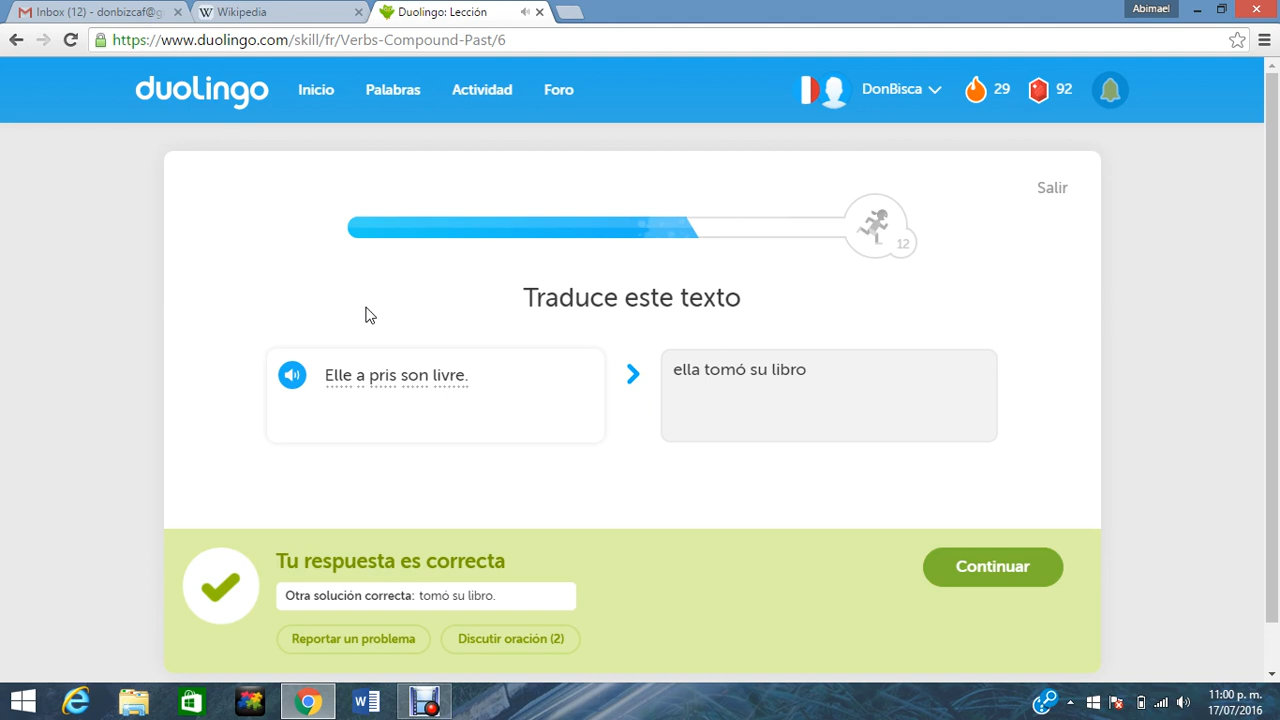 Inbox (12) - donbizcaf@g
Wikipedia
Duolingo: Lección
Abimael
https://www.duolingo.com/skill/fr/Verbs-Compound-Past/6
duolingo
Inicio
Palabras
Actividad
Foro
DonBisca
29
92
Salir
12
Traduce este texto
Elle a pris son livre.
ella tomó su libro
Tu respuesta es correcta
Otra solución correcta: tomó su libro.
Continuar
Reportar un problema
Discutir oración (2)
11:00 p. m.
17/07/2016